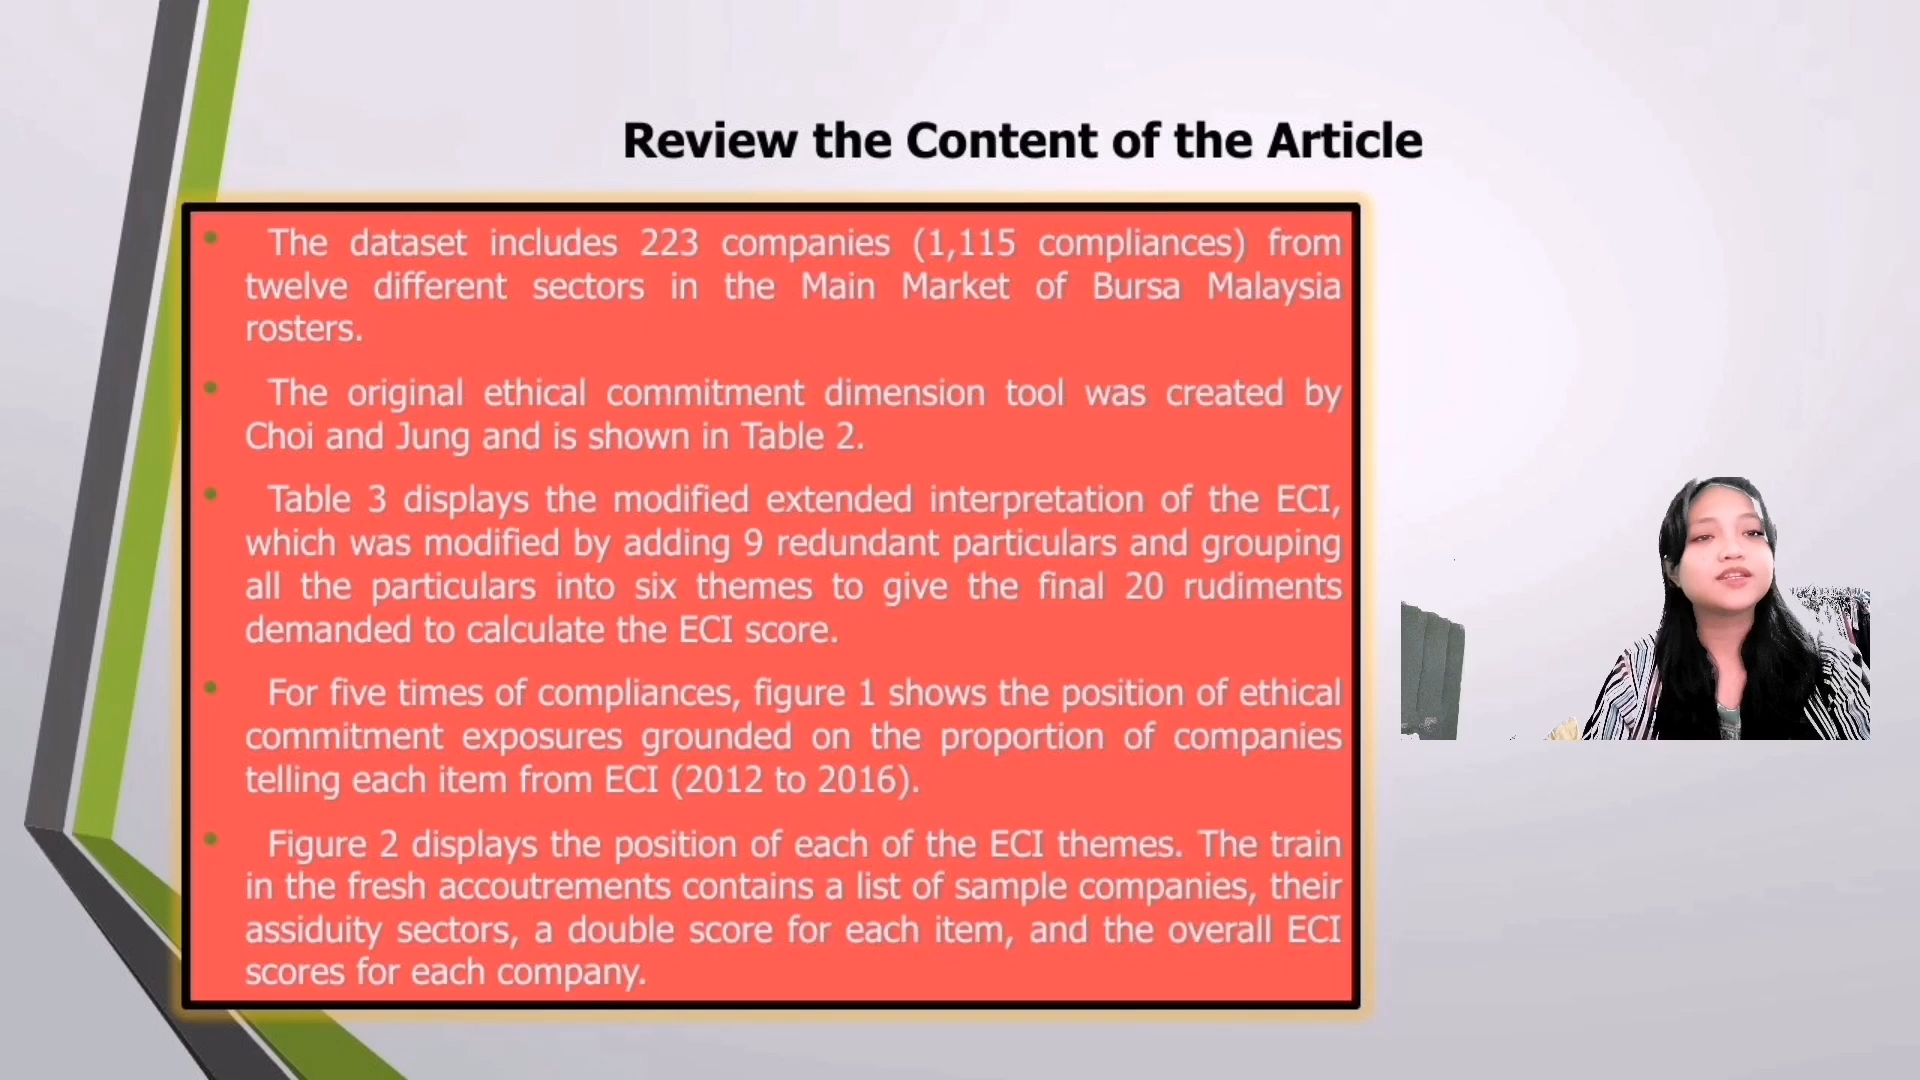 Review the Content of the Article
• The dataset includes 223 companies (1,115 compliances) from
twelve different sectors in the Main Market of Bursa Malaysia
rosters.
• The original ethical commitment dimension tool was created by
Choi and Jung and is shown in Table 2.
• Table 3 displays the modified extended interpretation of the ECI,
which was modified by adding 9 redundant particulars and grouping
all the particulars into six themes to give the final 20 rudiments
demanded to calculate the ECI score.
• For five times of compliances, figure 1 shows the position of ethical
commitment exposures grounded on the proportion of companies
telling each item from ECI (2012 to 2016).
• Figure 2 displays the position of each of the ECI themes. The train
in the fresh accoutrements contains a list of sample companies, their
assiduity sectors, a double score for each item, and the overall ECI
scores for each company.